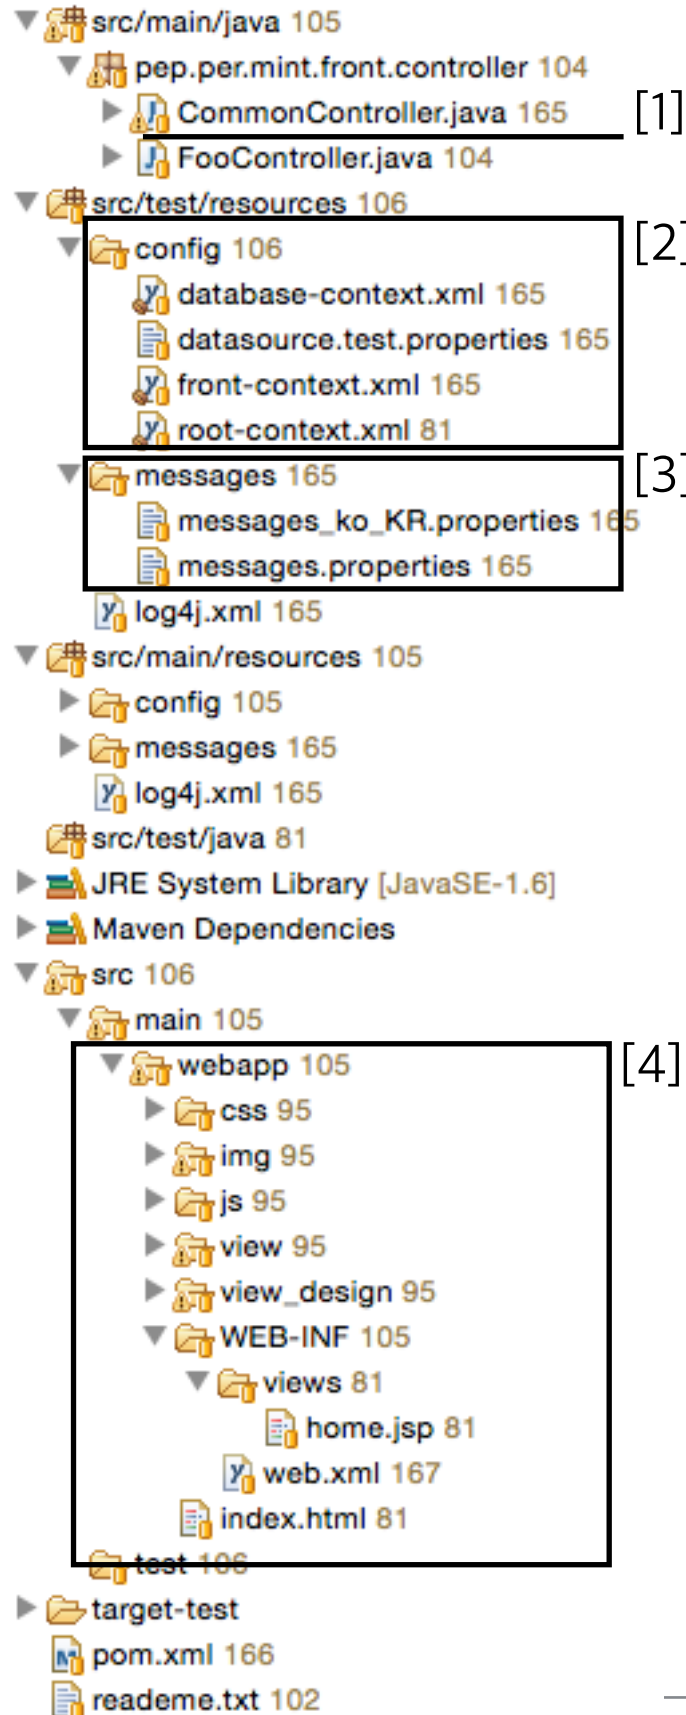 src/main/java 105
pep.per.mint.front.controller 104
CommonController.java 165 [1]
FooController.java 104
src/test/resources 106
config 106 [2]
database-context.xml 165
datasource.test.properties 165
front-context.xml 165
root-context.xml 81
messages 165 [3]
messages_ko_KR.properties 165
messages.properties 165
log4j.xml 165
src/main/resources 105
config 105
messages 165
log4j.xml 165
src/test/java 81
JRE System Library [JavaSE-1.6]
Maven Dependencies
src 106
main 105
webapp 105 [4]
css 95
img 95
js 95
view 95
view_design 95
WEB-INF 105
views 81
home.jsp 81
web.xml 167
index.html 81
test 106
target-test
pom.xml 166
reademe.txt 102